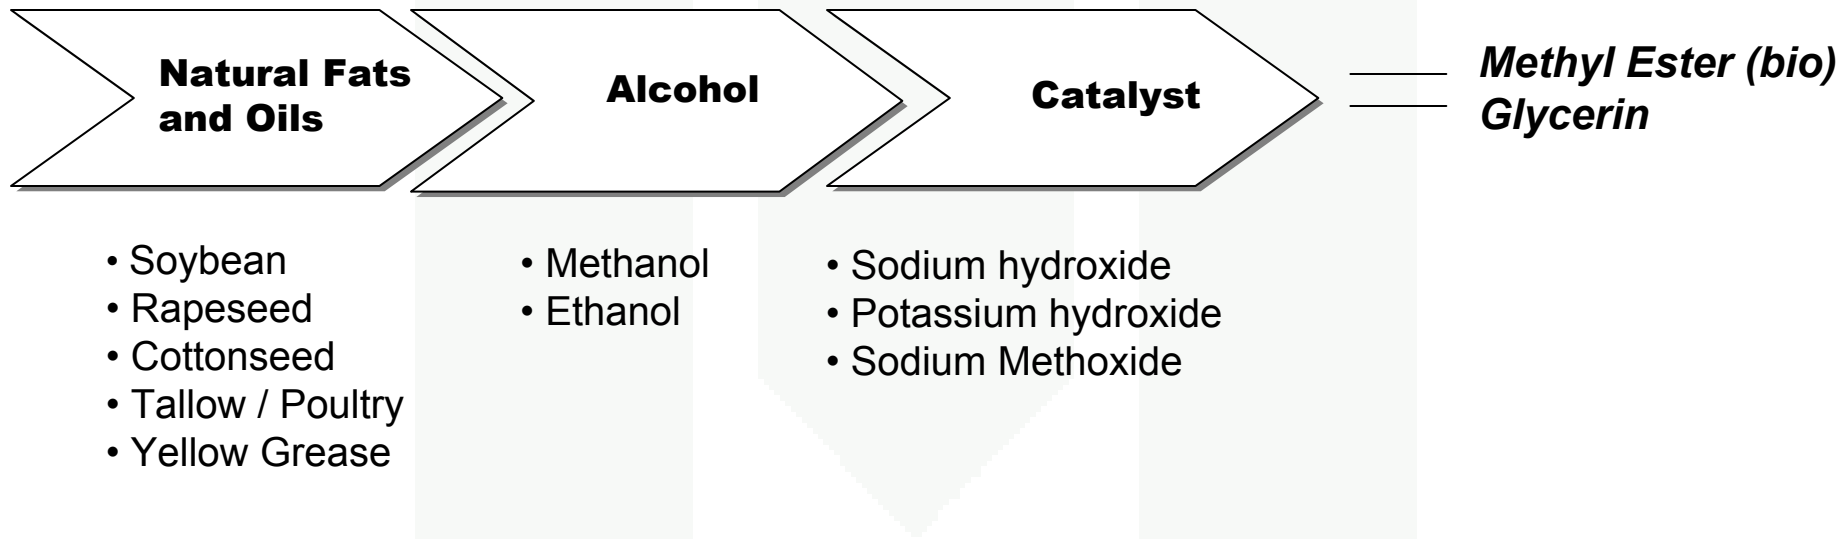 Natural Fats
and Oils
Alcohol
Catalyst
Methyl Ester (bio)
Glycerin
• Soybean
• Rapeseed
• Cottonseed
• Tallow / Poultry
• Yellow Grease
• Methanol
• Ethanol
• Sodium hydroxide
• Potassium hydroxide
• Sodium Methoxide